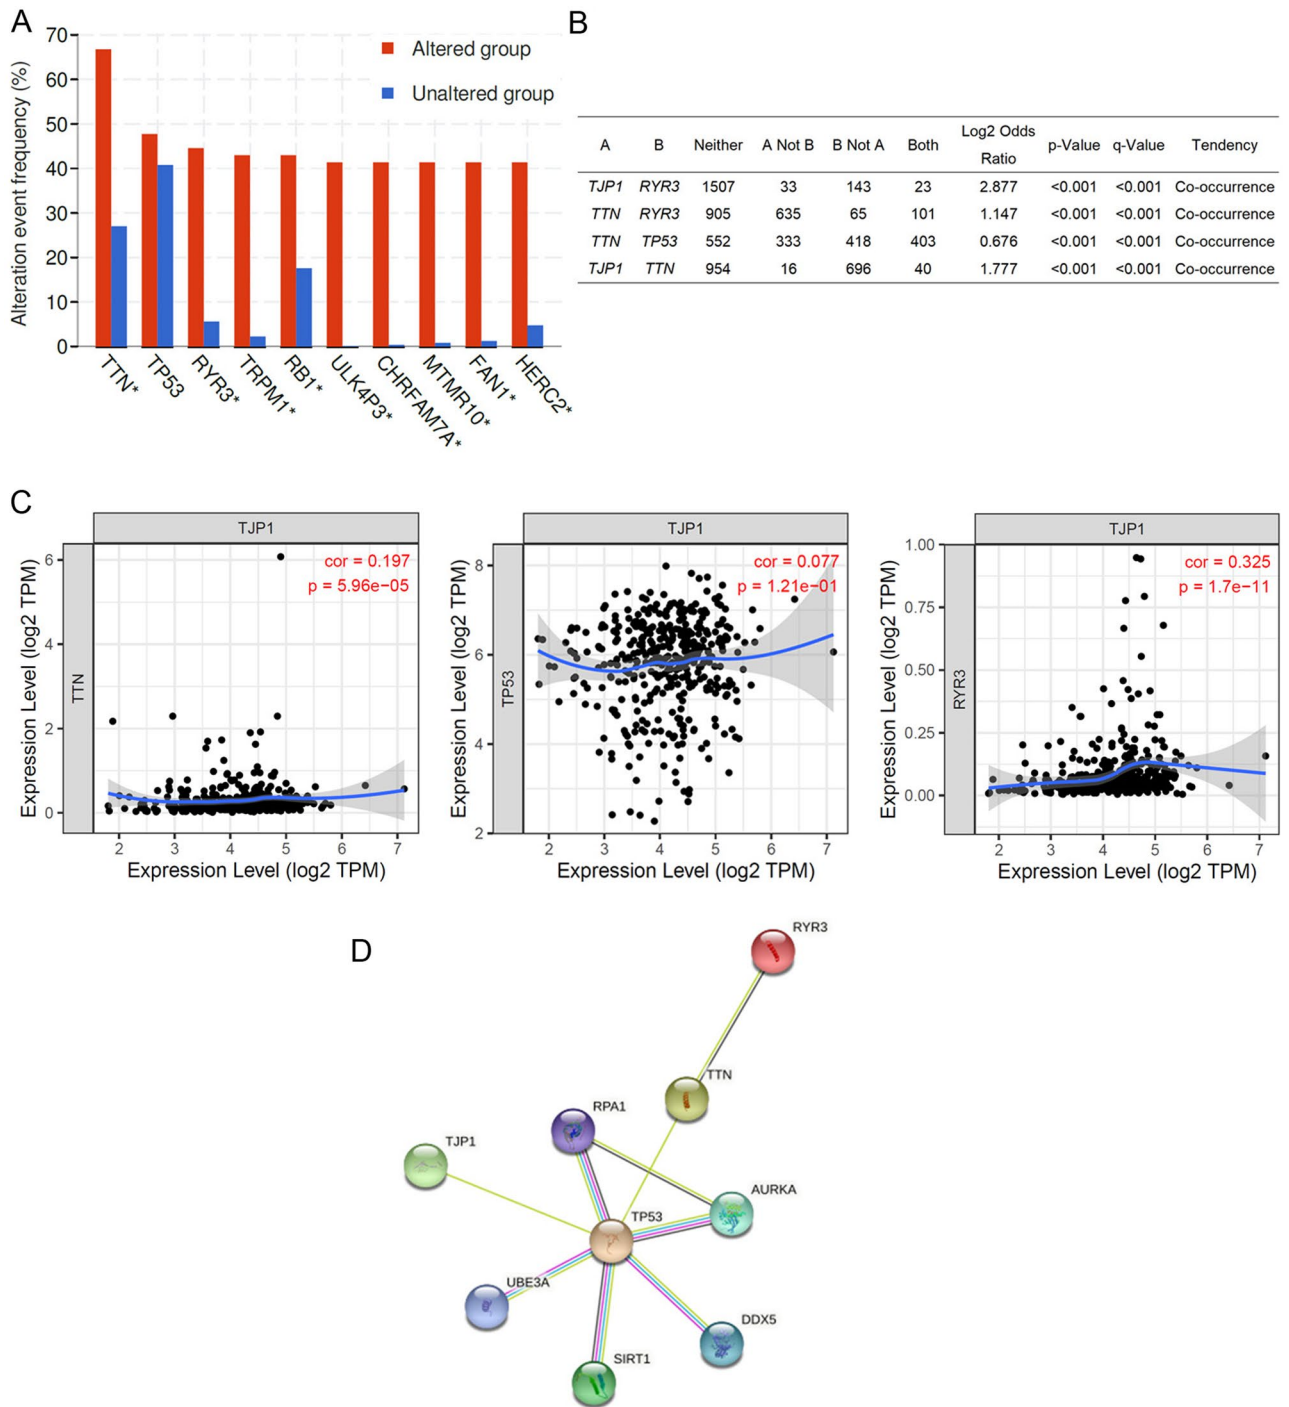 A
Alteration event frequency (%)
70
60
50
40
30
20
10
0
Altered group
Unaltered group
TTN*
TP53
RYR3*
TRPM1*
RB1*
ULK4P3*
CHRFAM7A*
MTMR10*
FAN1*
HERC2*
B
A B Neither A Not B B Not A Both Log2 Odds Ratio p-Value q-Value Tendency
TJP1 RYR3 1507 33 143 23 2.877 <0.001 <0.001 Co-occurrence
TTN RYR3 905 635 65 101 1.147 <0.001 <0.001 Co-occurrence
TTN TP53 552 333 418 403 0.676 <0.001 <0.001 Co-occurrence
TJP1 TTN 954 16 696 40 1.777 <0.001 <0.001 Co-occurrence
C
TJP1
cor = 0.197
p = 5.96e−05
Expression Level (log2 TPM)
TTN
6
4
2
0
2 3 4 5 6 7
Expression Level (log2 TPM)
TJP1
cor = 0.077
p = 1.21e−01
Expression Level (log2 TPM)
TP53
8
6
4
2
2 3 4 5 6 7
Expression Level (log2 TPM)
TJP1
cor = 0.325
p = 1.7e−11
Expression Level (log2 TPM)
RYR3
1.00
0.75
0.50
0.25
0.00
2 3 4 5 6 7
Expression Level (log2 TPM)
D
RYR3
TTN
RPA1
TJP1
AURKA
TP53
UBE3A
DDX5
SIRT1